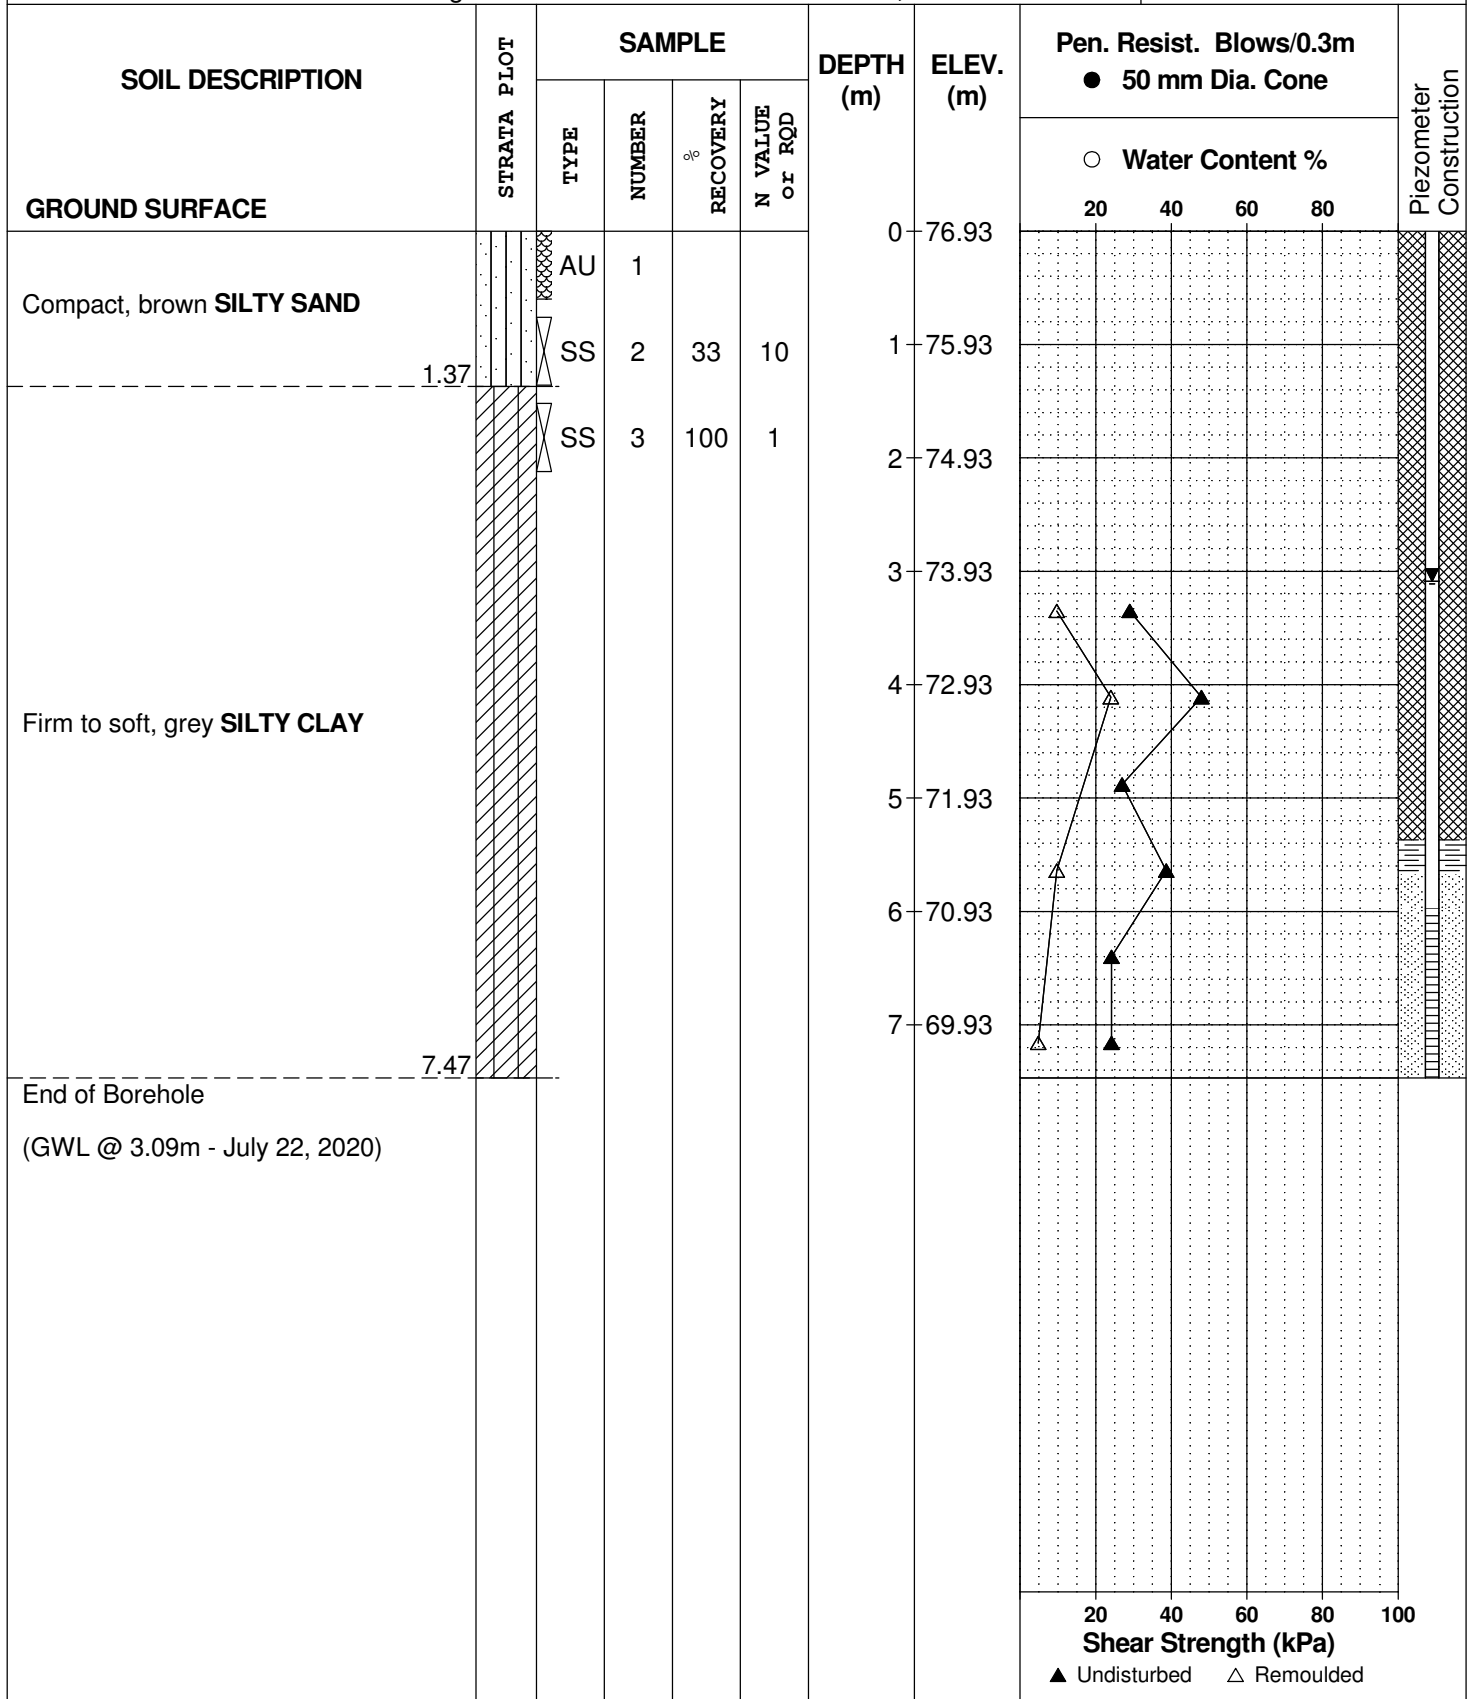 SOIL DESCRIPTION
GROUND SURFACE
STRATA PLOT
SAMPLE
TYPE
NUMBER
% RECOVERY
N VALUE or RQD
DEPTH (m)
ELEV. (m)
Pen. Resist. Blows/0.3m
● 50 mm Dia. Cone
○ Water Content %
20 40 60 80
Piezometer Construction
0 76.93
AU 1
Compact, brown SILTY SAND
SS 2 33 10
1 75.93
1.37
SS 3 100 1
2 74.93
3 73.93
4 72.93
Firm to soft, grey SILTY CLAY
5 71.93
6 70.93
7 69.93
7.47
End of Borehole
(GWL @ 3.09m - July 22, 2020)
20 40 60 80 100
Shear Strength (kPa)
▲ Undisturbed △ Remoulded